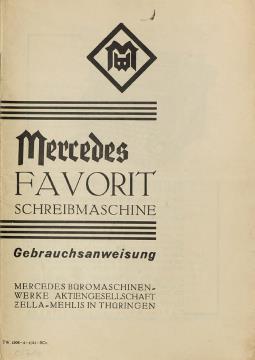 Mercedes
FAVORIT
SCHREIBMASCHINE
Gebrauchsanweisung
MERCEDES BÜROMASCHINEN-
WERKE AKTIENGESELLSCHAFT
ZELLA-MEHLIS IN THÜRINGEN